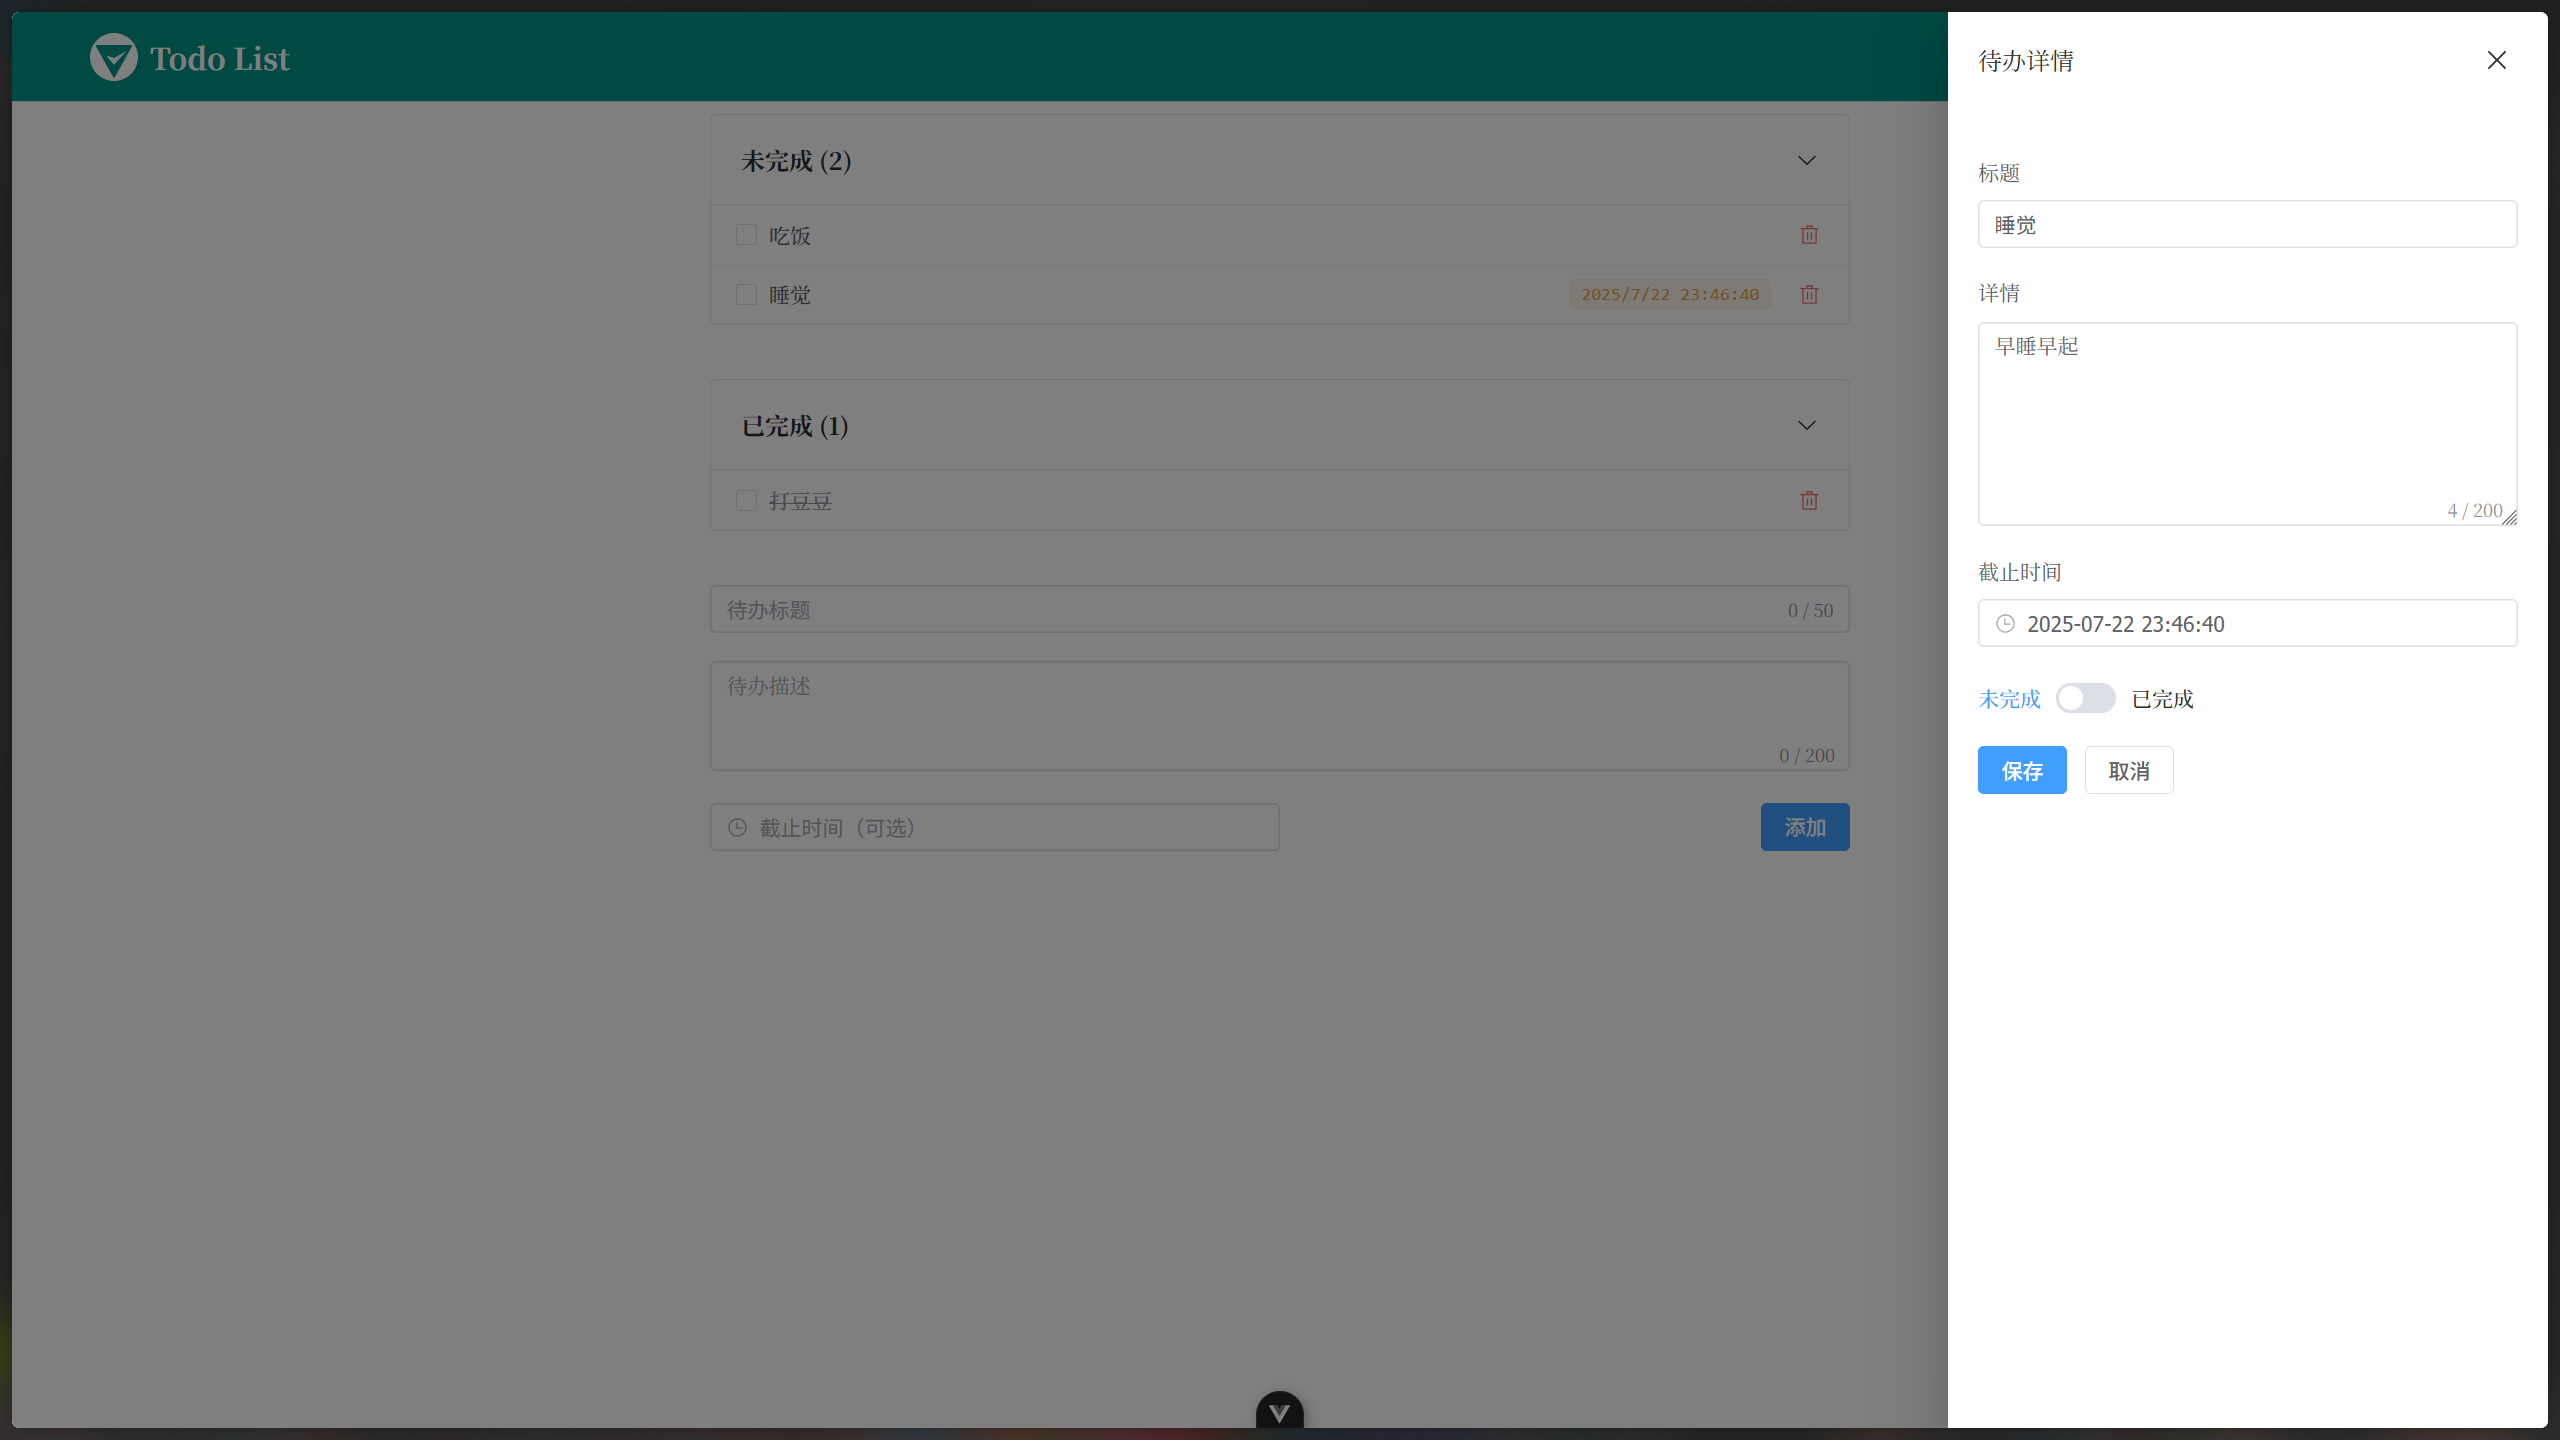 Todo List
未完成 (2)
吃饭
睡觉
2025/7/22 23:46:40
已完成 (1)
打豆豆
待办标题
0 / 50
待办描述
0 / 200
截止时间（可选）
添加
待办详情
标题
睡觉
详情
早睡早起
4 / 200
截止时间
2025-07-22 23:46:40
未完成 已完成
保存 取消